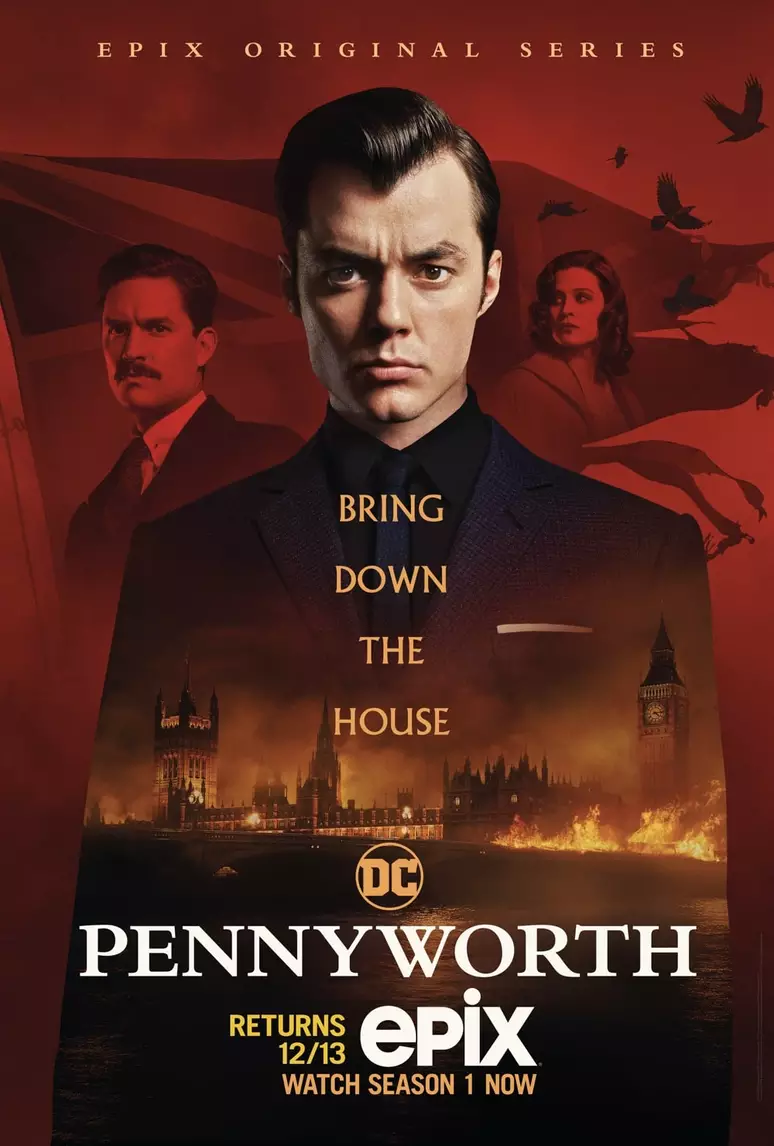 EPIX ORIGINAL SERIES
BRING
DOWN
THE
HOUSE
DC
PENNYWORTH
RETURNS
12/13
epix
WATCH SEASON 1 NOW